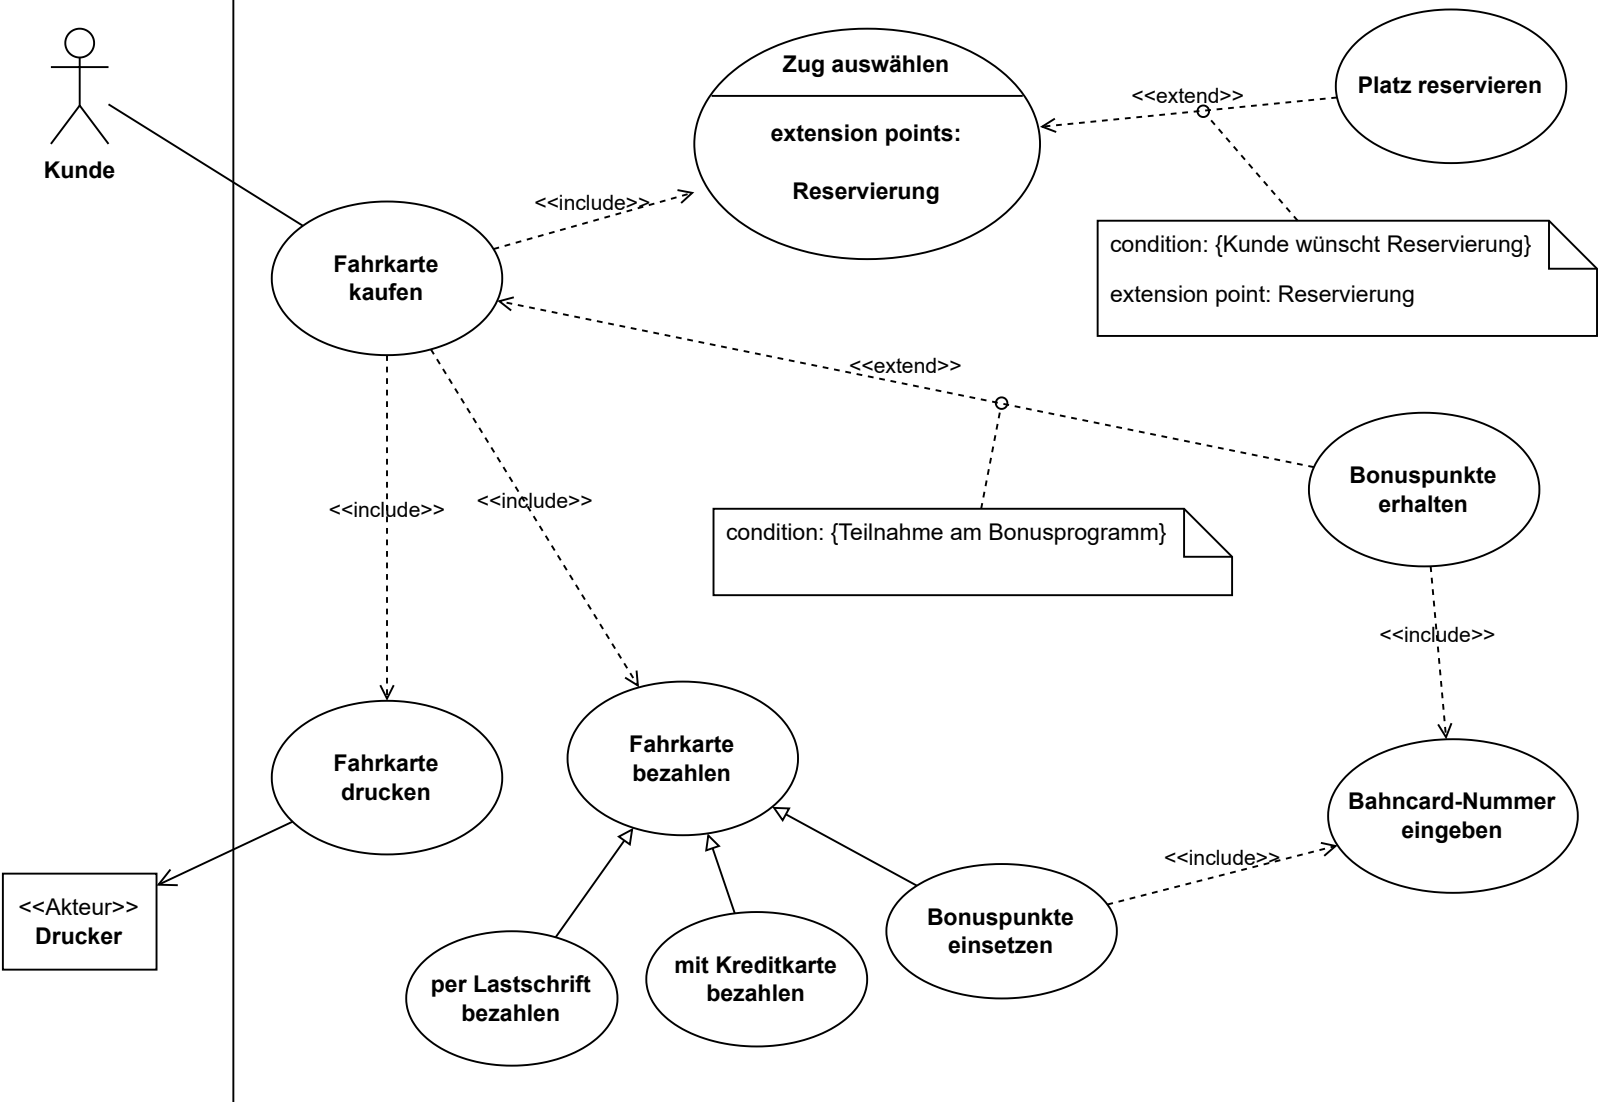 Kunde
Zug auswählen
extension points:
Reservierung
<<extend>>
Platz reservieren
<<include>>
condition: {Kunde wünscht Reservierung}
extension point: Reservierung
Fahrkarte
kaufen
<<extend>>
Bonuspunkte
erhalten
<<include>>
<<include>>
condition: {Teilnahme am Bonusprogramm}
<<include>>
Fahrkarte
drucken
Fahrkarte
bezahlen
Bahncard-Nummer
eingeben
<<include>>
<<Akteur>>
Drucker
Bonuspunkte
einsetzen
per Lastschrift
bezahlen
mit Kreditkarte
bezahlen